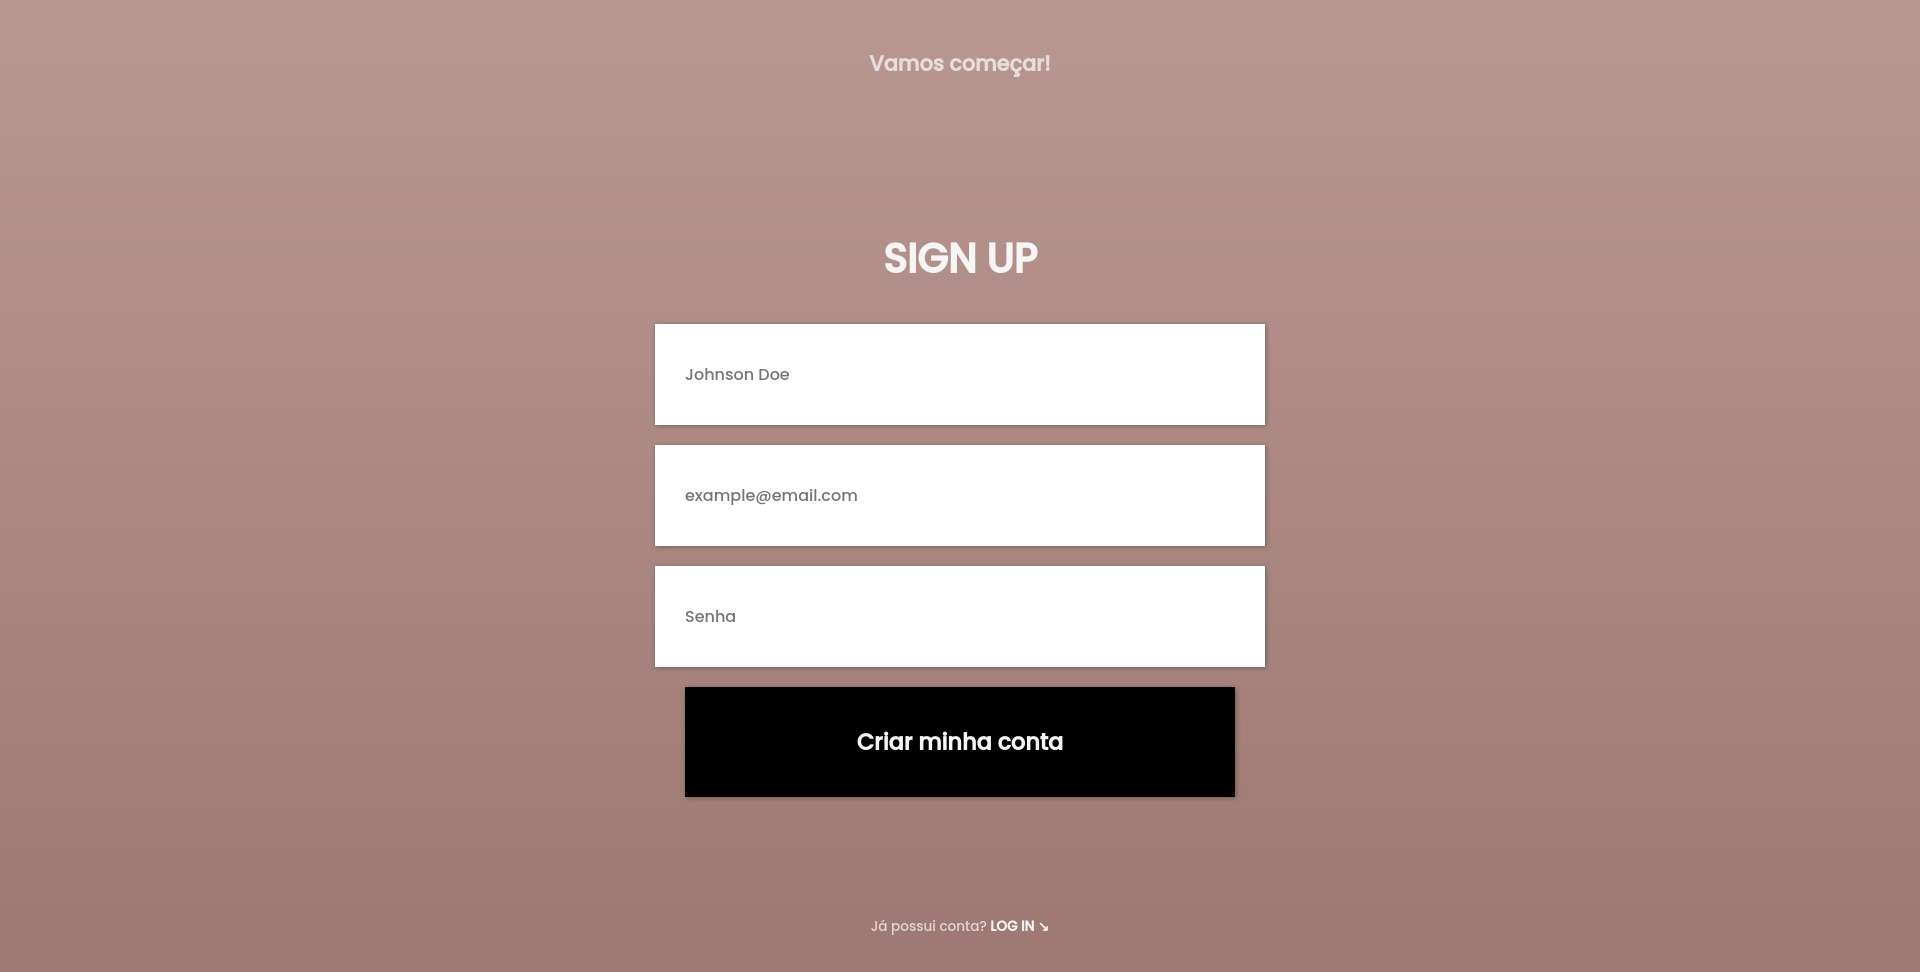 Vamos começar!
SIGN UP
Johnson Doe
example@email.com
Senha
Criar minha conta
Já possui conta? LOG IN ↘